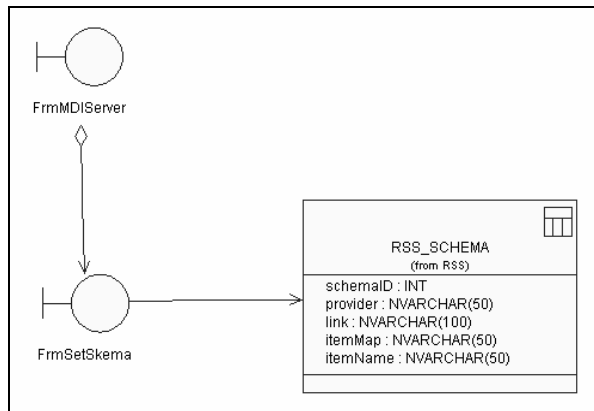 FrmMDIServer
RSS_SCHEMA
(from RSS)
schemaID : INT
provider : NVARCHAR(50)
link : NVARCHAR(100)
itemMap : NVARCHAR(50)
itemName : NVARCHAR(50)
FrmSetSkema